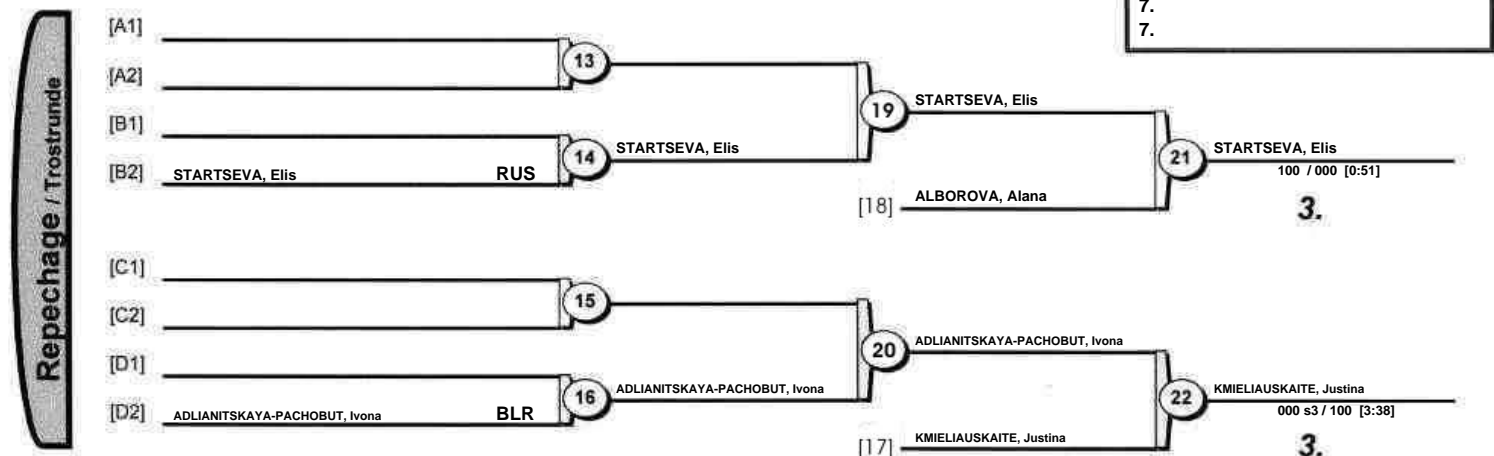 7.
7.
Repechage / Trostrunde
[A1]
13
[A2]
19 STARTSEVA, Elis
[B1]
14 STARTSEVA, Elis
21 STARTSEVA, Elis
[B2] STARTSEVA, Elis RUS
100 / 000 [0:51]
[18] ALBOROVA, Alana
3.
[C1]
15
[C2]
20 ADLIANITSKAYA-PACHOBUT, Ivona
[D1]
16 ADLIANITSKAYA-PACHOBUT, Ivona
22 KMIELIAUSKAITE, Justina
[D2] ADLIANITSKAYA-PACHOBUT, Ivona BLR
000 s3 / 100 [3:38]
[17] KMIELIAUSKAITE, Justina
3.